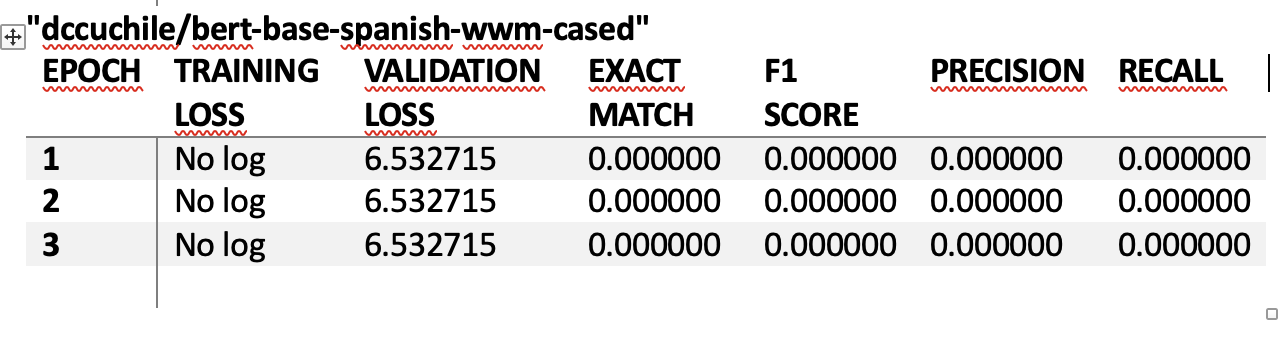 "dccuchile/bert-base-spanish-wwm-cased"
EPOCH TRAINING LOSS VALIDATION LOSS EXACT MATCH F1 SCORE PRECISION RECALL
1 No log 6.532715 0.000000 0.000000 0.000000 0.000000
2 No log 6.532715 0.000000 0.000000 0.000000 0.000000
3 No log 6.532715 0.000000 0.000000 0.000000 0.000000